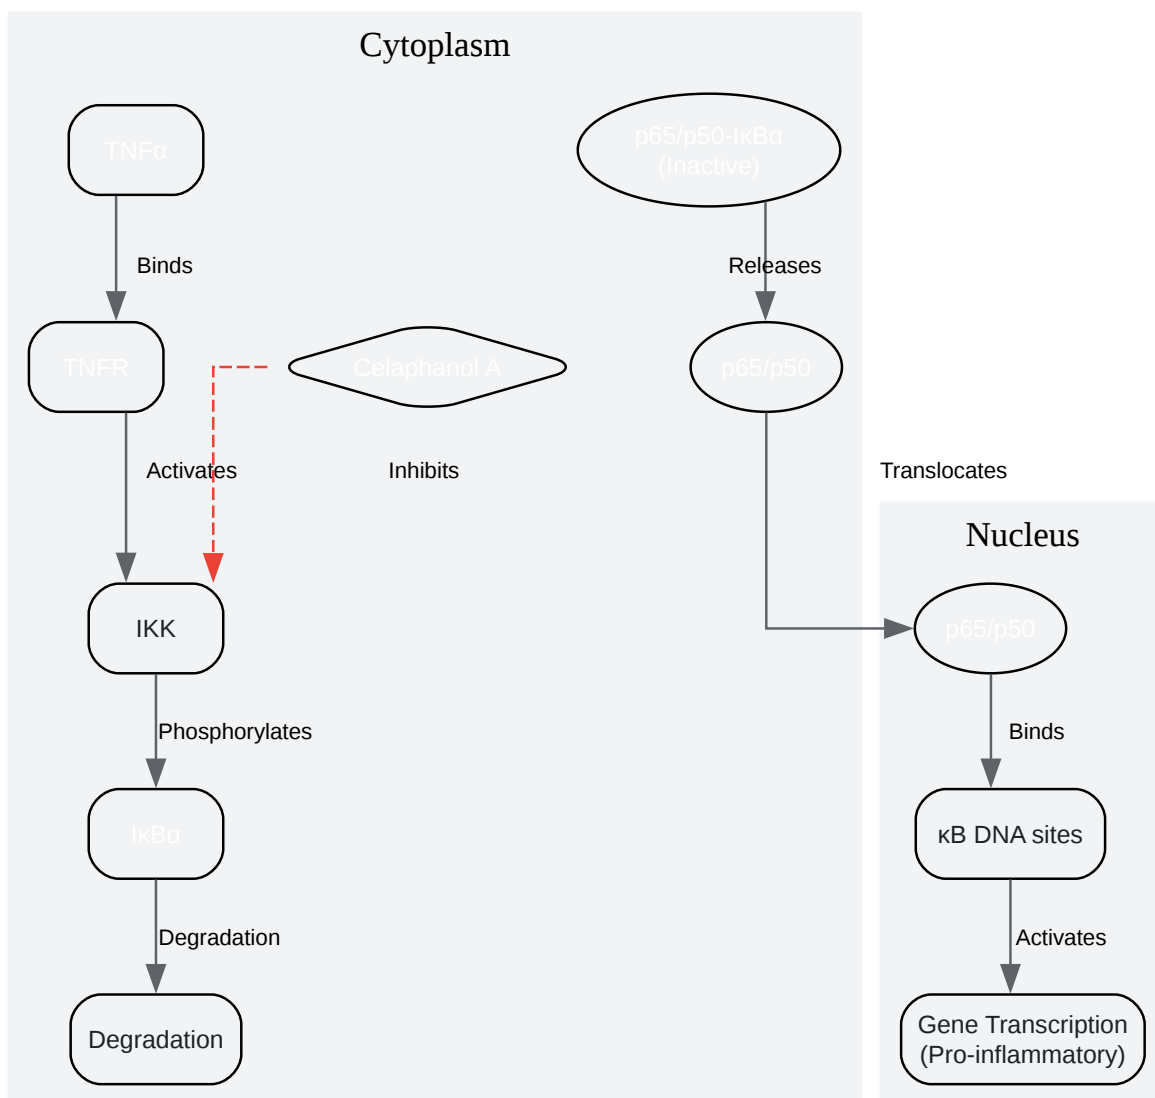 Cytoplasm
TNFα
p65/p50-IκBα
(Inactive)
Binds
Releases
TNFR
Celaphanol A
p65/p50
Activates
Inhibits
Translocates
Nucleus
IKK
p65/p50
Phosphorylates
Binds
IκBα
κB DNA sites
Degradation
Activates
Degradation
Gene Transcription
(Pro-inflammatory)